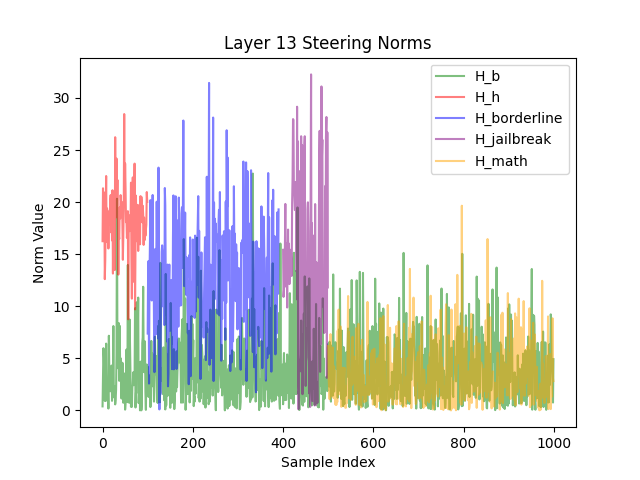 Layer 13 Steering Norms
H_b
H_h
H_borderline
H_jailbreak
H_math
Norm Value
30
25
20
15
10
5
0
0
200
400
600
800
1000
Sample Index